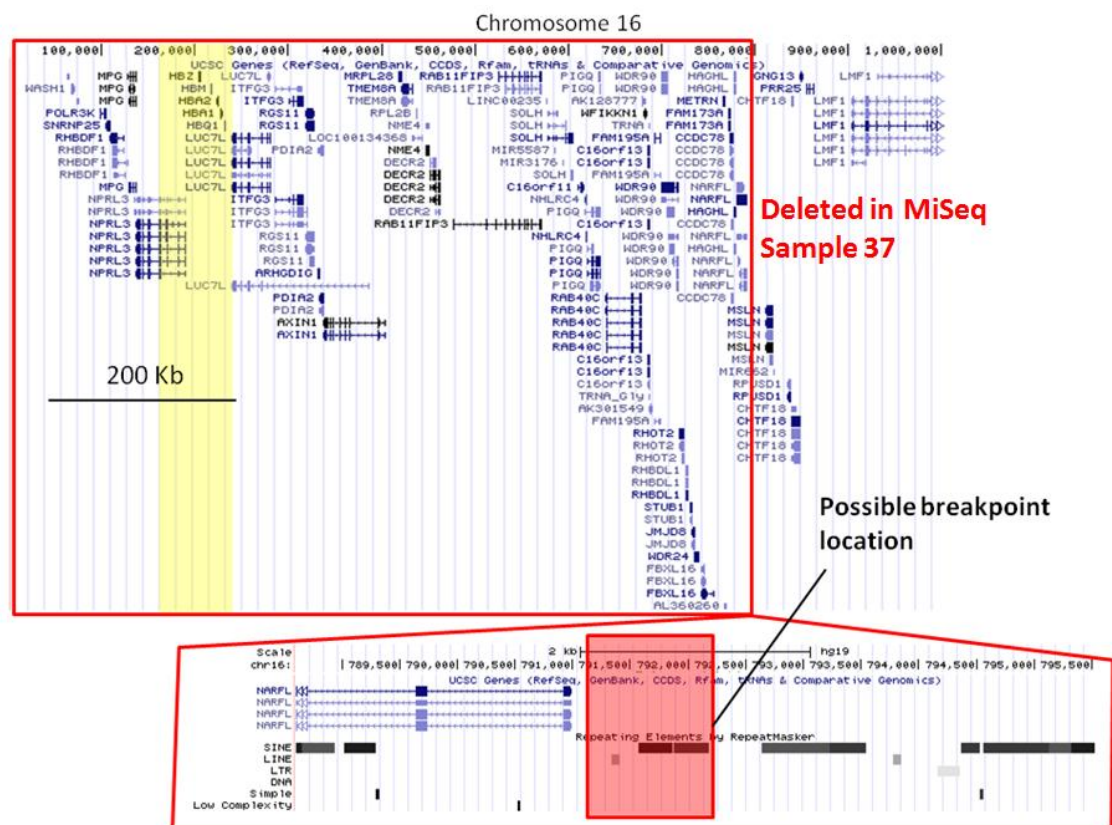 Chromosome 16
100,000 200,000 300,000 400,000 500,000 600,000 700,000 800,000 900,000 1,000,000
UCSC Genes (RefSeq, GenBank, CCDS, Rfam, tRNAs & Comparative Genomics)
MPG HBZ LUC7L MRPL28 RAB11FIP3 PIGQ WDR90 HAGHL GNG13 LMF1
WASH1 MPG HBM ITFG3 TMEM8A RAB11FIP3 PIGQ WDR90 HAGHL PRR25
MPG HBA2 ITFG3 TMEM8A LINC00235 AK128777 METRN CHTF18 LMF1
POLR3K HBA1 RGS11 RPL2B SOLH WFIKKN1 FAM173A LMF1
SNRNP25 HBQ1 RGS11 NME4 SOLH TRNA FAM173A LMF1
RHBDF1 LUC7L LOC100134368 SOLH FAM195A CCDC78 LMF1
RHBDF1 LUC7L PDIA2 NME4 MIR5587 C16orf13 CCDC78 LMF1
RHBDF1 LUC7L DECR2 MIR3176 C16orf13 CCDC78 LMF1
RHBDF1 LUC7L DECR2 SOLH FAM195A CCDC78
MPG LUC7L DECR2 C16orf11 WDR90 NARFL
NPRL3 ITFG3 DECR2 NHLRC4 C16orf13 NARFL
NPRL3 ITFG3 DECR2 PIGQ WDR90 HAGHL
NPRL3 ITFG3 RAB11FIP3 C16orf13 CCDC78
NPRL3 RGS11 NHLRC4 WDR90 NARFL
NPRL3 RGS11 PIGQ WDR90 HAGHL
NPRL3 RGS11 PIGQ WDR90 NARFL
NPRL3 ARHGDIG PIGQ WDR90 NARFL
LUC7L PIGQ WDR90 NARFL
PDIA2 RAB40C CCDC78
PDIA2 RAB40C MSLN
AXIN1 RAB40C MSLN
AXIN1 RAB40C MSLN
RAB40C MSLN
C16orf13 MSLN
C16orf13 MIR662
C16orf13 RPUSD1
TRNA_Gly RPUSD1
AK301549 CHTF18
FAM195A CHTF18
RHOT2 CHTF18
RHOT2 CHTF18
RHOT2 CHTF18
RHBDL1
RHBDL1
RHBDL1
STUB1
STUB1
JMJD8
JMJD8
WDR24
FBXL16
FBXL16
FBXL16
AL360260
200 Kb
Deleted in MiSeq
Sample 37
Possible breakpoint
location
Scale 2 kb hg19
chr16: 789,500 790,000 790,500 791,000 791,500 792,000 792,500 793,000 793,500 794,000 794,500 795,000 795,500
UCSC Genes (RefSeq, GenBank, CCDS, Rfam, tRNAs & Comparative Genomics)
NARFL
NARFL
NARFL
NARFL
Repeating Elements by RepeatMasker
SINE
LINE
LTR
DNA
Simple
Low Complexity